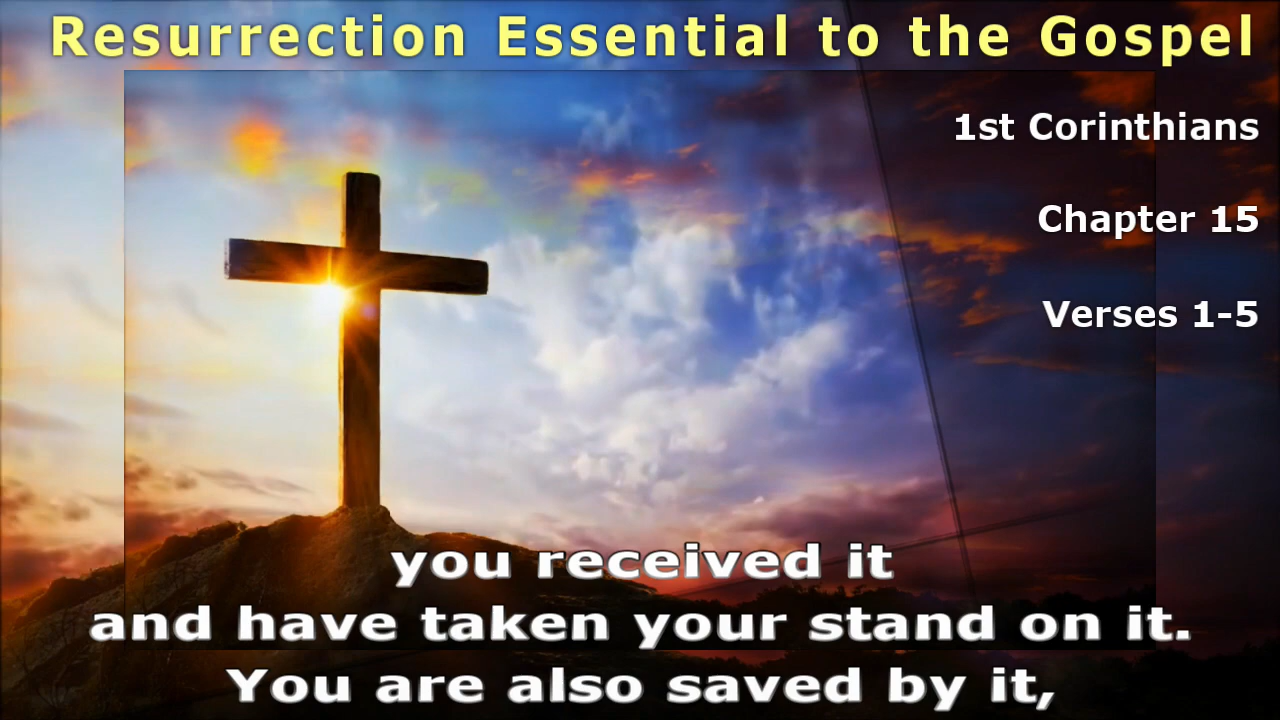 Resurrection Essential to the Gospel
1st Corinthians
Chapter 15
Verses 1-5
you received it
and have taken your stand on it.
You are also saved by it,